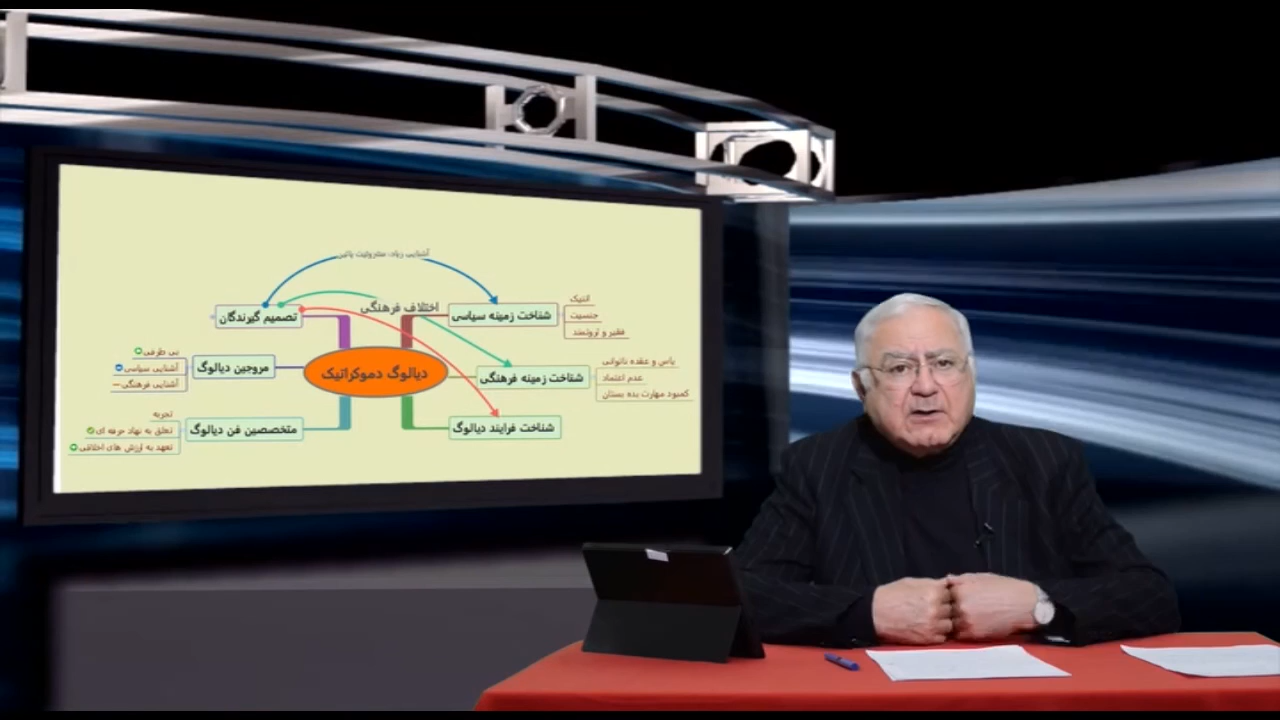 آشنایی زیاد، مشروئیت پائین
اختلاف فرهنگی
دیالوگ دموکراتیک
شناخت زمینه سیاسی
اتنیک
جنسیت
فقیر و ثروتمند
شناخت زمینه فرهنگی
یاس و عقده ناتوانی
عدم اعتماد
کمبود مهارت بده بستان
شناخت فرایند دیالوگ
تصمیم گیرندگان
مروجین دیالوگ
بی طرفی
آشنایی سیاسی
آشنایی فرهنگی
متخصصین فن دیالوگ
تجربه
تعلق به نهاد حرفه ای
تعهد به ارزش های اخلاقی